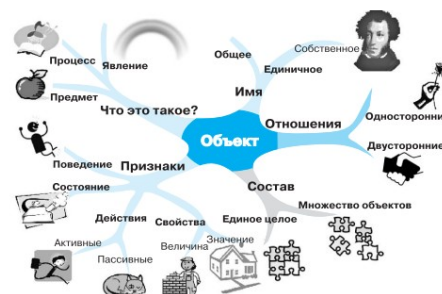 Собственное
Общее
Единичное
Имя
Процесс
Явление
Предмет
Что это такое?
Объект
Отношения
Односторонни
Двусторонние
Поведение
Признаки
Состояние
Состав
Действия
Свойства
Единое целое
Множество объектов
Активные
Пассивные
Величина
Значение